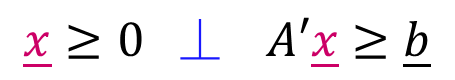 x ≥ 0 ⊥ A′x ≥ b